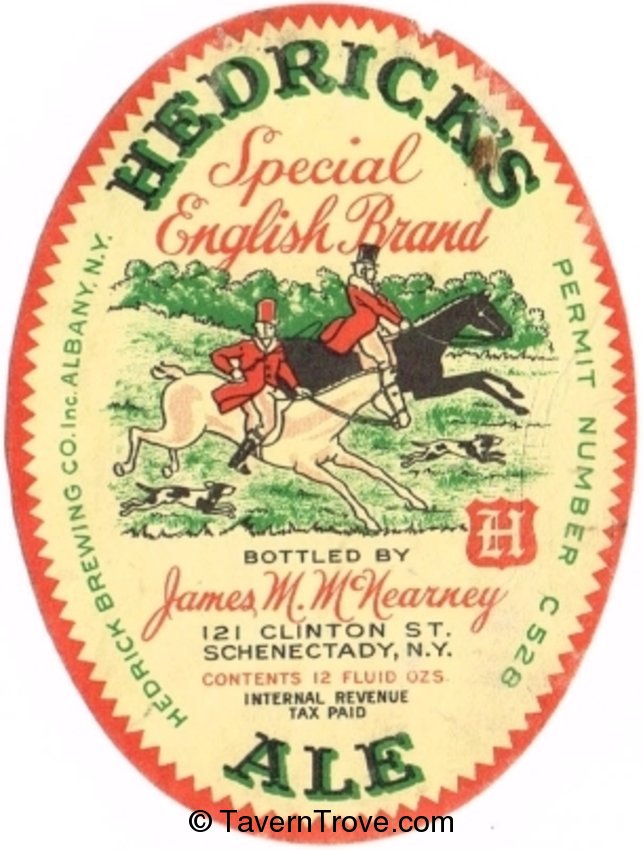 HEDRICK'S
Special
English Brand
HEDRICK BREWING CO. Inc. ALBANY, N.Y.
PERMIT NUMBER C528
H
BOTTLED BY
James M. McNearney
121 CLINTON ST.
SCHENECTADY, N.Y.
CONTENTS 12 FLUID OZS.
INTERNAL REVENUE
TAX PAID
ALE
© TavernTrove.com